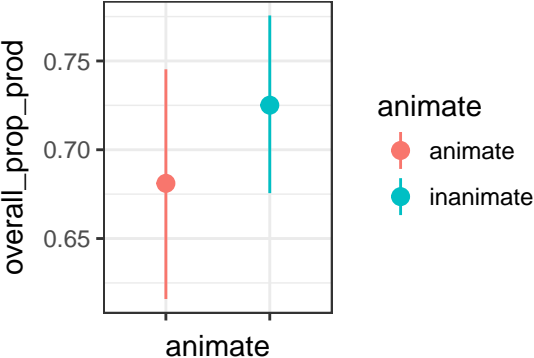 overall_prop_prod
0.75
0.70
0.65
animate
animate
animate
inanimate